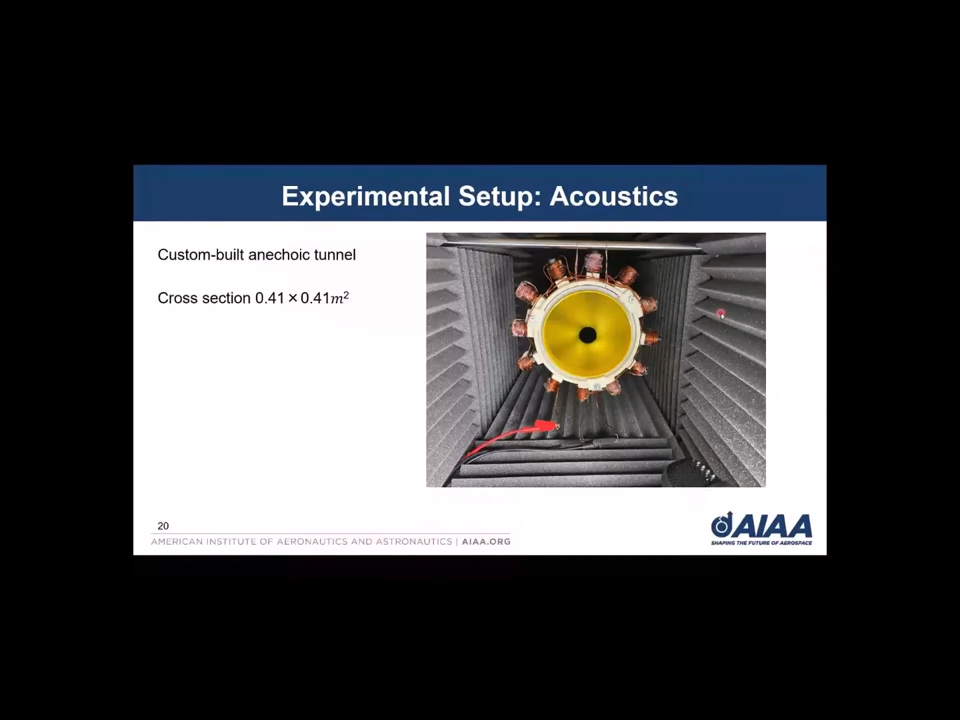 Experimental Setup: Acoustics
Custom-built anechoic tunnel
Cross section 0.41×0.41𝑚²
20
AMERICAN INSTITUTE OF AERONAUTICS AND ASTRONAUTICS | AIAA.ORG
AIAA
SHAPING THE FUTURE OF AEROSPACE